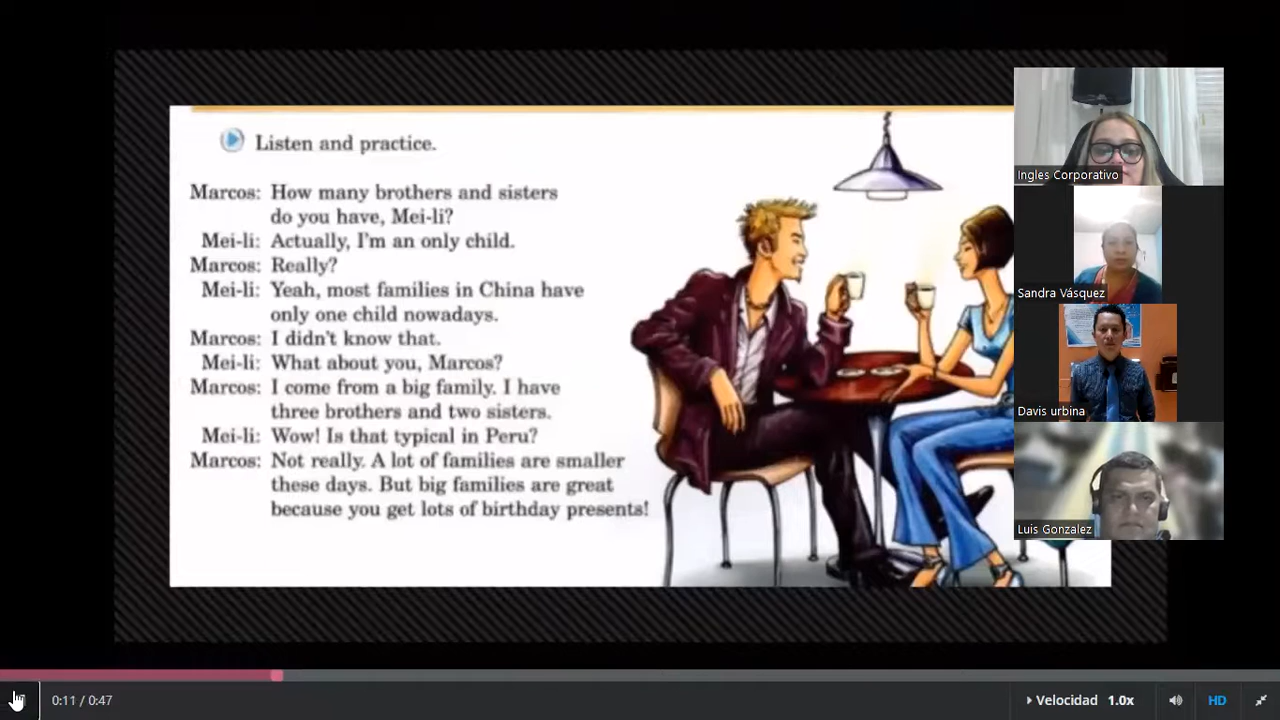 Listen and practice.
Marcos: How many brothers and sisters
do you have, Mei-li?
Mei-li: Actually, I'm an only child.
Marcos: Really?
Mei-li: Yeah, most families in China have
only one child nowadays.
Marcos: I didn't know that.
Mei-li: What about you, Marcos?
Marcos: I come from a big family. I have
three brothers and two sisters.
Mei-li: Wow! Is that typical in Peru?
Marcos: Not really. A lot of families are smaller
these days. But big families are great
because you get lots of birthday presents!
Ingles Corporativo
Sandra Vásquez
Davis urbina
Luis Gonzalez
0:11 / 0:47
Velocidad 1.0x
HD